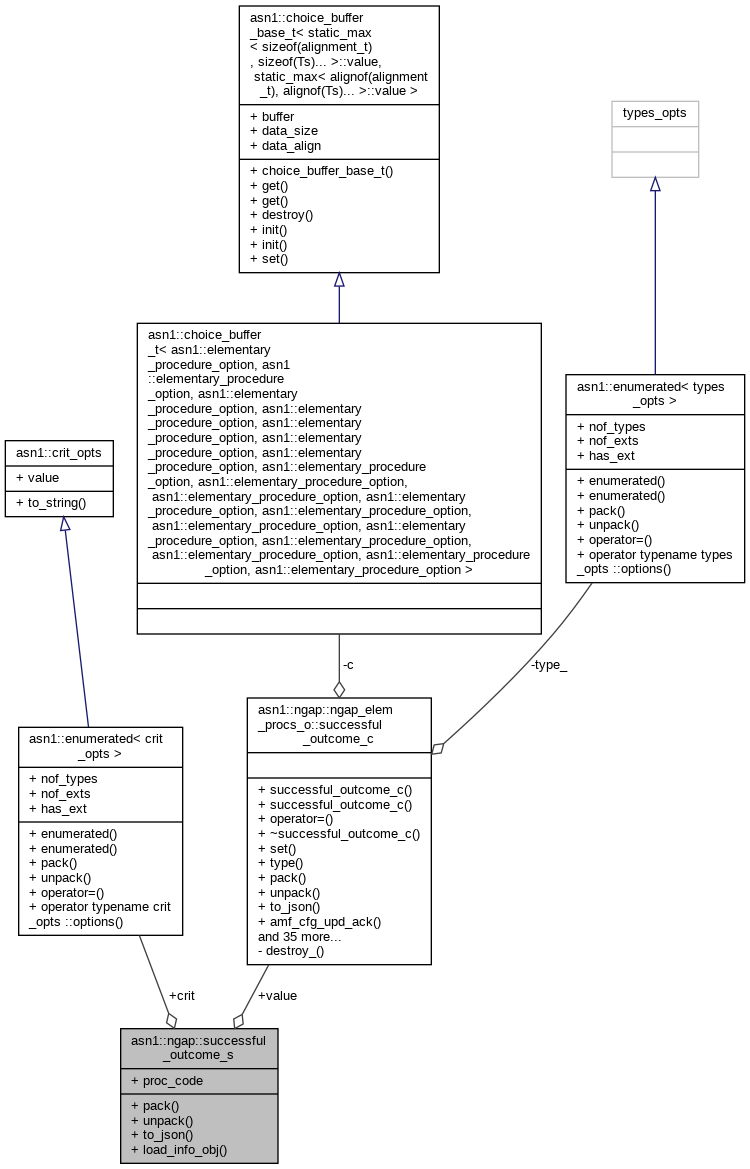 asn1::choice_buffer
_base_t< static_max
< sizeof(alignment_t)
, sizeof(Ts)... >::value,
static_max< alignof(alignment
_t), alignof(Ts)... >::value >
+ buffer
+ data_size
+ data_align
+ choice_buffer_base_t()
+ get()
+ get()
+ destroy()
+ init()
+ init()
+ set()
types_opts
asn1::choice_buffer
_t< asn1::elementary
_procedure_option, asn1
::elementary_procedure
_option, asn1::elementary
_procedure_option, asn1::elementary
_procedure_option, asn1::elementary
_procedure_option, asn1::elementary
_procedure_option, asn1::elementary
_procedure_option, asn1::elementary_procedure
_option, asn1::elementary_procedure_option,
asn1::elementary_procedure_option, asn1::elementary
_procedure_option, asn1::elementary_procedure_option,
asn1::elementary_procedure_option, asn1::elementary
_procedure_option, asn1::elementary_procedure_option,
asn1::elementary_procedure_option, asn1::elementary_procedure
_option, asn1::elementary_procedure_option >
asn1::enumerated< types
_opts >
+ nof_types
+ nof_exts
+ has_ext
+ enumerated()
+ enumerated()
+ pack()
+ unpack()
+ operator=()
+ operator typename types
_opts ::options()
asn1::crit_opts
+ value
+ to_string()
-c
-type_
asn1::enumerated< crit
_opts >
+ nof_types
+ nof_exts
+ has_ext
+ enumerated()
+ enumerated()
+ pack()
+ unpack()
+ operator=()
+ operator typename crit
_opts ::options()
asn1::ngap::ngap_elem
_procs_o::successful
_outcome_c
+ successful_outcome_c()
+ successful_outcome_c()
+ operator=()
+ ~successful_outcome_c()
+ set()
+ type()
+ pack()
+ unpack()
+ to_json()
+ amf_cfg_upd_ack()
and 35 more...
- destroy_()
+crit
+value
asn1::ngap::successful
_outcome_s
+ proc_code
+ pack()
+ unpack()
+ to_json()
+ load_info_obj()